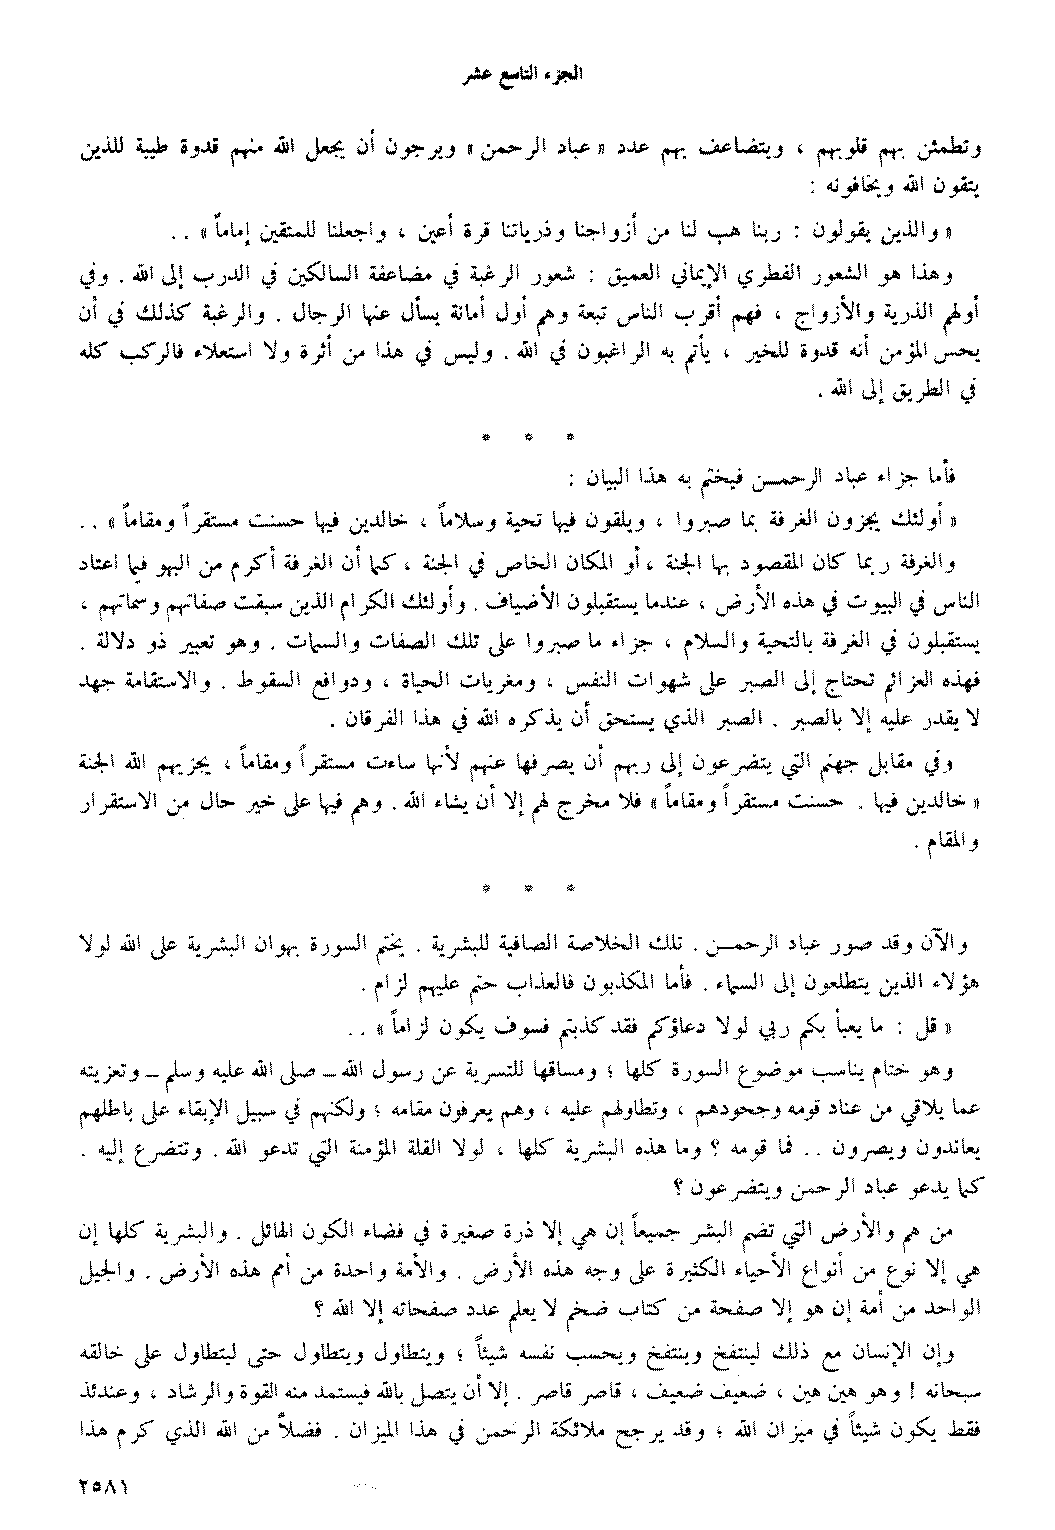 الجزء التاسع عشر
وتطمئن بهم قلوبهم ، ويتضاعف بهم عدد « عباد الرحمن » ويرجون أن يجعل الله منهم قدوة طيبة للذين
يتقون الله ويخافونه :
« والذين يقولون : ربنا هب لنا من أزواجنا وذرياتنا قرة أعين ، واجعلنا للمتقين إماماً » ..
وهذا هو الشعور الفطري الإيماني العميق : شعور الرغبة في مضاعفة السالكين في الدرب إلى الله . وفي
أولهم الذرية والأزواج ، فهم أقرب الناس تبعة وهم أول أمانة يسأل عنها الرجال . والرغبة كذلك في أن
يحس المؤمن أنه قدوة للخير ، يأتم به الراغبون في الله . وليس في هذا من أثرة ولا استعلاء فالركب كله
في الطريق إلى الله .
* * *
فأما جزاء عباد الرحمـن فيختم به هذا البيان :
« أولئك يجزون الغرفة بما صبروا ، ويلقون فيها تحية وسلاماً ، خالدين فيها حسنت مستقراً ومقاماً » ..
والغرفة ربما كان المقصود بها الجنة ، أو المكان الخاص في الجنة ، كما أن الغرفة أكرم من البهو فيما اعتاد
الناس في البيوت في هذه الأرض ، عندما يستقبلون الأضياف . وأولئك الكرام الذين سبقت صفاتهم وسماتهم ،
يستقبلون في الغرفة بالتحية والسلام ، جزاء ما صبروا على تلك الصفات والسمات . وهو تعبير ذو دلالة .
فهذه العزائم تحتاج إلى الصبر على شهوات النفس ، ومغريات الحياة ، ودوافع السقوط . والاستقامة جهد
لا يقدر عليه إلا بالصبر . الصبر الذي يستحق أن يذكره الله في هذا الفرقان .
وفي مقابل جهنم التي يتضرعون إلى ربهم أن يصرفها عنهم لأنها ساءت مستقراً ومقاماً ، يجزيهم الله الجنة
« خالدين فيها . حسنت مستقراً ومقاماً » فلا مخرج لهم إلا أن يشاء الله . وهم فيها على خير حال من الاستقرار
والمقام .
* * *
والآن وقد صور عباد الرحمـن . تلك الخلاصة الصافية للبشرية . يختم السورة بهوان البشرية على الله لولا
هؤلاء الذين يتطلعون إلى السماء . فأما المكذبون فالعذاب حتم عليهم لزام .
« قل : ما يعبأ بكم ربي لولا دعاؤكم فقد كذبتم فسوف يكون لزاماً » ..
وهو ختام يناسب موضوع السورة كلها ؛ ومساقها للتسرية عن رسول الله – صلى الله عليه وسلم – وتعزيته
عما يلاقي من عناد قومه وجحودهم ، وتطاولهم عليه ، وهم يعرفون مقامه ؛ ولكنهم في سبيل الإبقاء على باطلهم
يعاندون ويصرون .. فما قومه ؟ وما هذه البشرية كلها ، لولا القلة المؤمنة التي تدعو الله . وتتضرع إليه .
كما يدعو عباد الرحمن ويتضرعون ؟
من هم والأرض التي تضم البشر جميعاً إن هي إلا ذرة صغيرة في فضاء الكون الهائل . والبشرية كلها إن
هي إلا نوع من أنواع الأحياء الكثيرة على وجه هذه الأرض . والأمة واحدة من أمم هذه الأرض . والجيل
الواحد من أمة إن هو إلا صفحة من كتاب ضخم لا يعلم عدد صفحاته إلا الله ؟
وإن الإنسان مع ذلك لينتفخ وينتفخ ويحسب نفسه شيئاً ؛ ويتطاول ويتطاول حتى ليتطاول على خالقه
سبحانه ! وهو هين هين ، ضعيف ضعيف ، قاصر قاصر . إلا أن يتصل بالله فيستمد منه القوة والرشاد ، وعندئذ
فقط يكون شيئاً في ميزان الله ؛ وقد يرجح ملائكة الرحمن في هذا الميزان . فضلاً من الله الذي كرم هذا
٢٥٨١